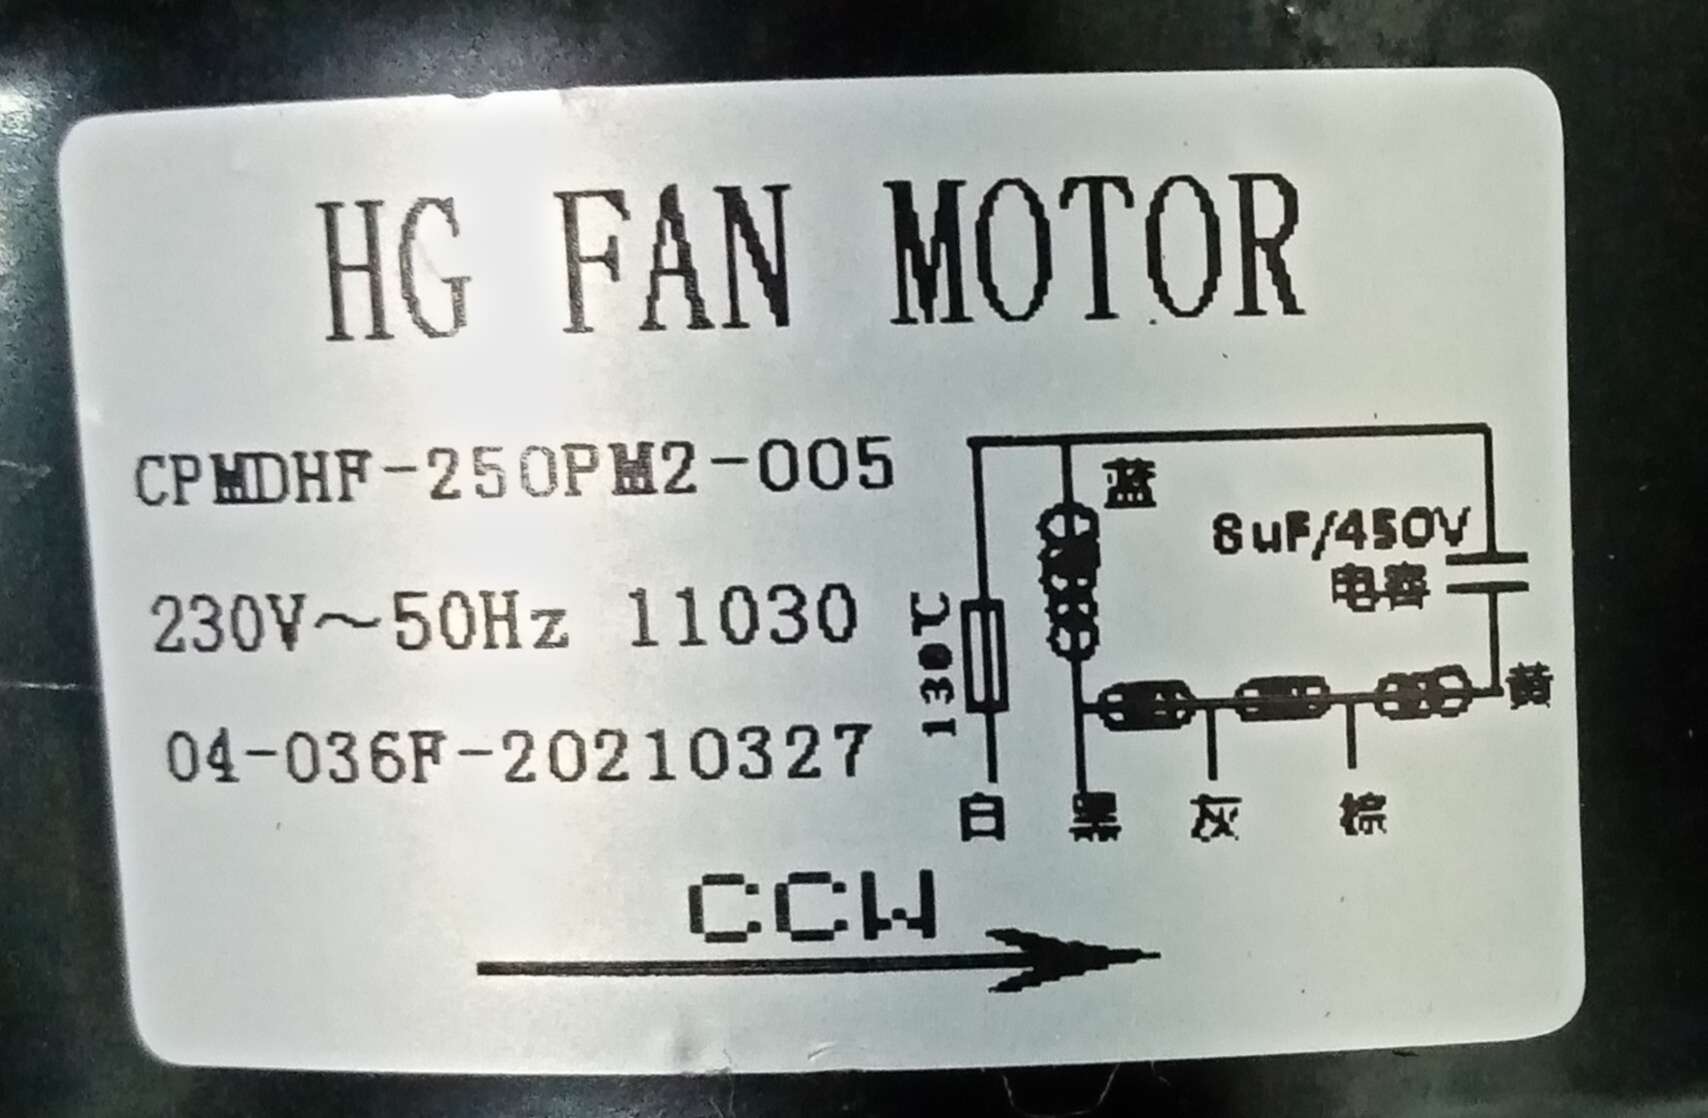 HG FAN MOTOR
CPMDHF-250PM2-005
230V～50Hz 11030
04-036F-20210327
蓝
8uF/450V
电容
130℃
黄
白 黑 灰 棕
CCW